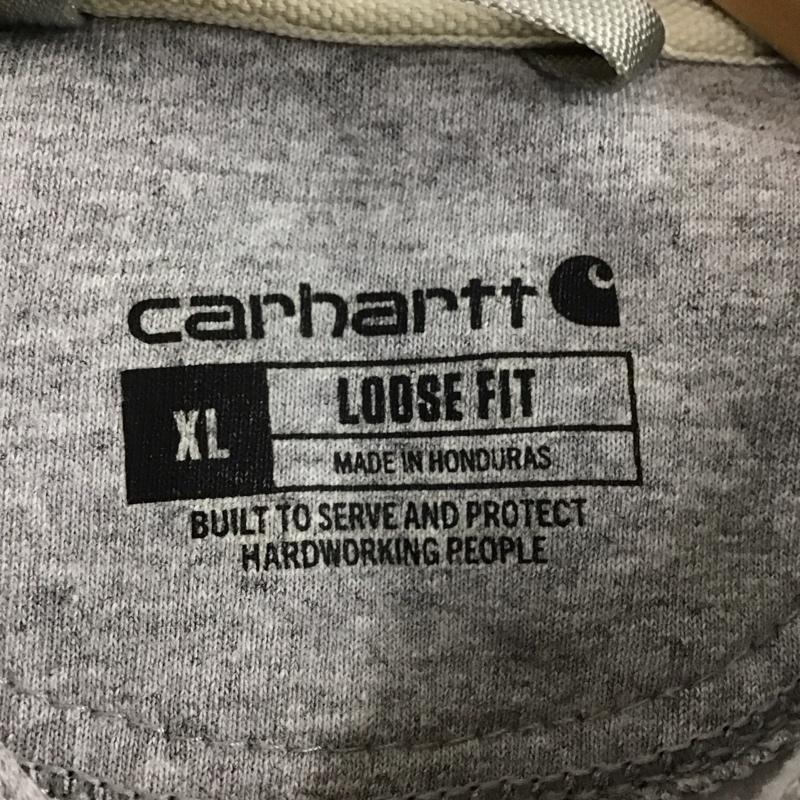 carhartt
XL
LOOSE FIT
MADE IN HONDURAS
BUILT TO SERVE AND PROTECT
HARDWORKING PEOPLE